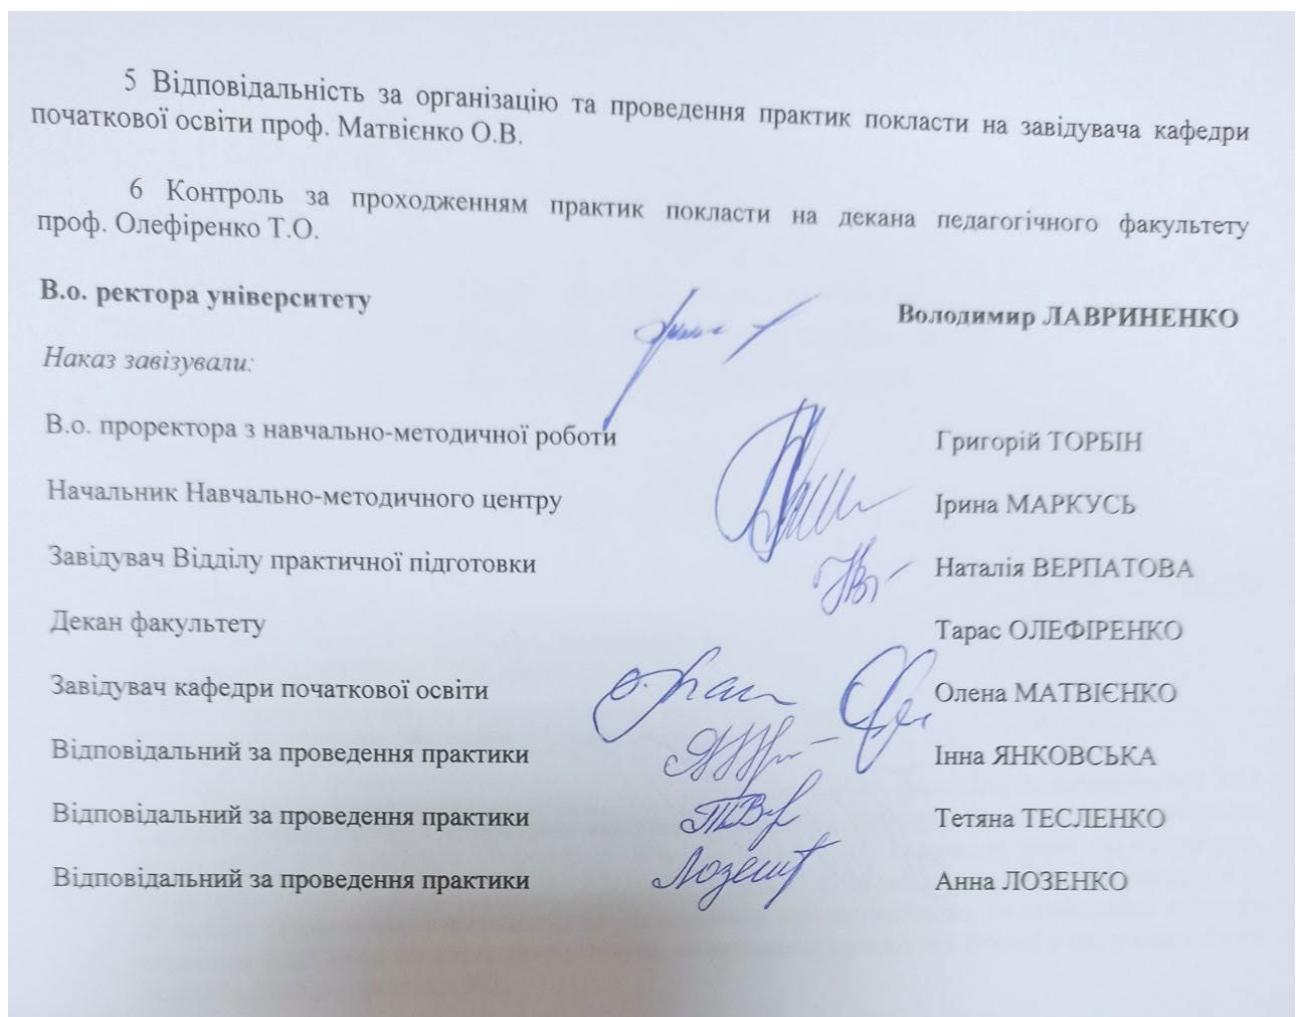 5 Відповідальність за організацію та проведення практик покласти на завідувача кафедри
початкової освіти проф. Матвієнко О.В.
6 Контроль за проходженням практик покласти на декана педагогічного факультету
проф. Олефіренко Т.О.
В.о. ректора університету Володимир ЛАВРИНЕНКО
Наказ завізували:
В.о. проректора з навчально-методичної роботи Григорій ТОРБІН
Начальник Навчально-методичного центру Ірина МАРКУСЬ
Завідувач Відділу практичної підготовки Наталія ВЕРПАТОВА
Декан факультету Тарас ОЛЕФІРЕНКО
Завідувач кафедри початкової освіти Олена МАТВІЄНКО
Відповідальний за проведення практики Інна ЯНКОВСЬКА
Відповідальний за проведення практики Тетяна ТЕСЛЕНКО
Відповідальний за проведення практики Анна ЛОЗЕНКО